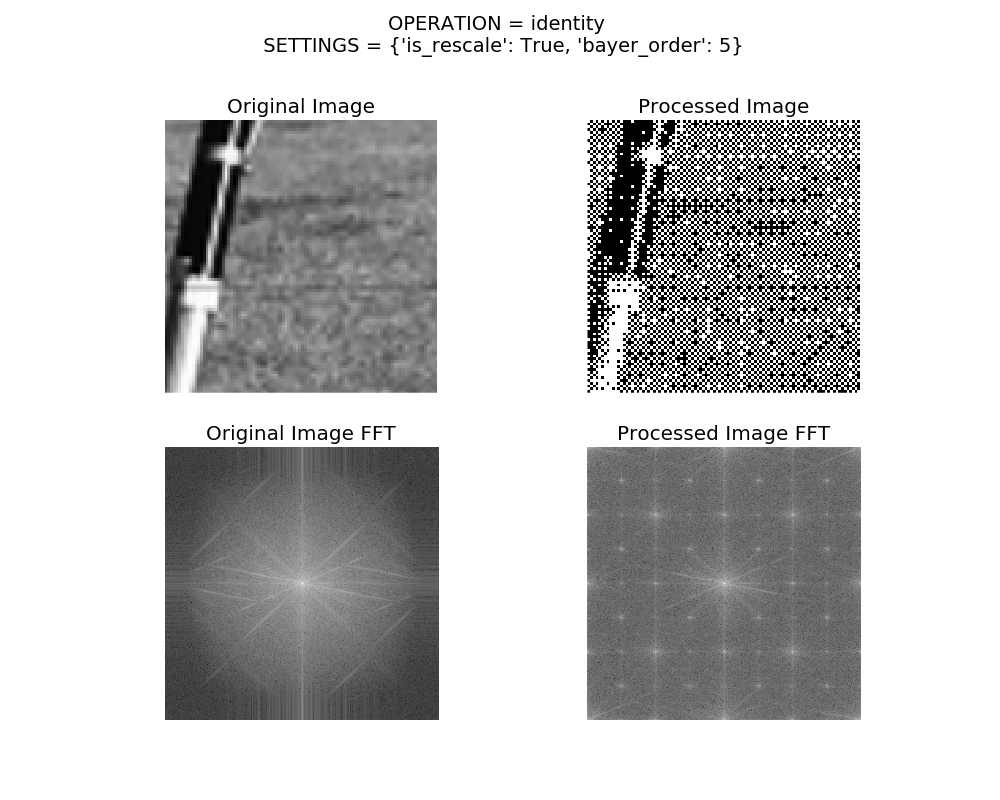 OPERATION = identity
SETTINGS = {'is_rescale': True, 'bayer_order': 5}
Original Image
Processed Image
Original Image FFT
Processed Image FFT